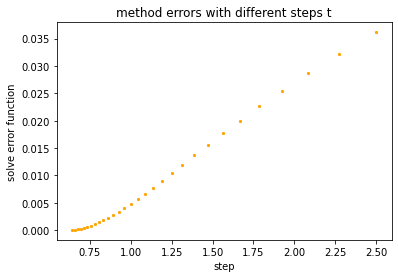 method errors with different steps t
solve error function
0.035
0.030
0.025
0.020
0.015
0.010
0.005
0.000
0.75 1.00 1.25 1.50 1.75 2.00 2.25 2.50
step